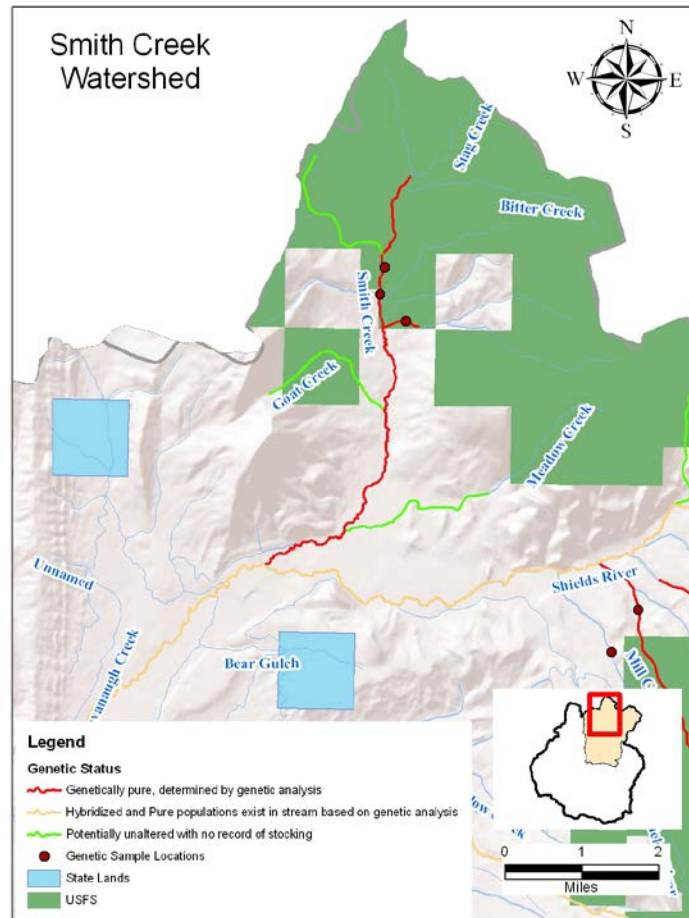 Smith Creek
Watershed
N
W
E
S
Stag Creek
Bitter Creek
Smith Creek
Goat Creek
Meadow Creek
Unnamed
Shields River
Bear Gulch
Mill
Legend
Genetic Status
Genetically pure, determined by genetic analysis
Hybridized and Pure populations exist in stream based on genetic analysis
Potentially unaltered with no record of stocking
Genetic Sample Locations
State Lands
USFS
Creek
0 1 2
Miles